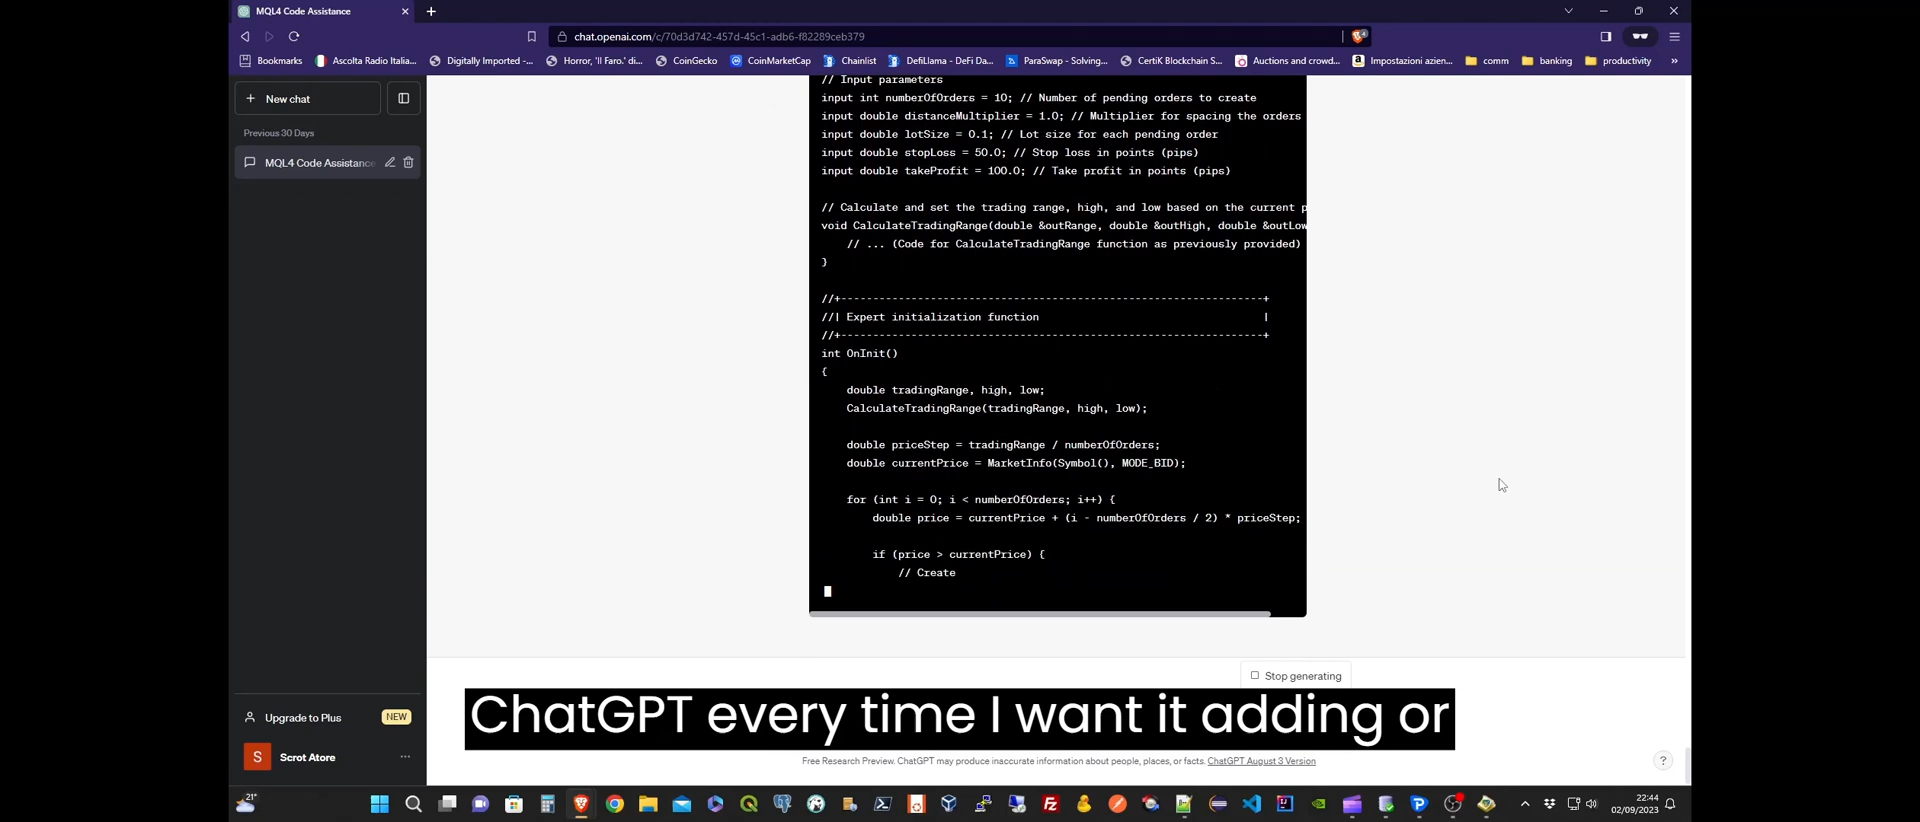 MQL4 Code Assistance
chat.openai.com/c/70d3d742-457d-45c1-adb6-f82289ceb379
4
Bookmarks
Ascolta Radio Italia...
Digitally Imported -...
Horror, 'Il Faro.' di...
CoinGecko
CoinMarketCap
Chainlist
DefiLlama - DeFi Da...
ParaSwap - Solving...
CertiK Blockchain S...
Auctions and crowd...
Impostazioni azien...
comm
banking
productivity
»
New chat
Previous 30 Days
MQL4 Code Assistance
// Input parameters
input int numberOfOrders = 10; // Number of pending orders to create
input double distanceMultiplier = 1.0; // Multiplier for spacing the orders
input double lotSize = 0.1; // Lot size for each pending order
input double stopLoss = 50.0; // Stop loss in points (pips)
input double takeProfit = 100.0; // Take profit in points (pips)
// Calculate and set the trading range, high, and low based on the current p
void CalculateTradingRange(double &outRange, double &outHigh, double &outLow
// ... (Code for CalculateTradingRange function as previously provided)
}
//+------------------------------------------------------------------+
//| Expert initialization function |
//+------------------------------------------------------------------+
int OnInit()
{
double tradingRange, high, low;
CalculateTradingRange(tradingRange, high, low);
double priceStep = tradingRange / numberOfOrders;
double currentPrice = MarketInfo(Symbol(), MODE_BID);
for (int i = 0; i < numberOfOrders; i++) {
double price = currentPrice + (i - numberOfOrders / 2) * priceStep;
if (price > currentPrice) {
// Create
Stop generating
Upgrade to Plus
NEW
S
Scrot Atore
ChatGPT every time I want it adding or
Free Research Preview. ChatGPT may produce inaccurate information about people, places, or facts. ChatGPT August 3 Version
?
21°
22:44
02/09/2023